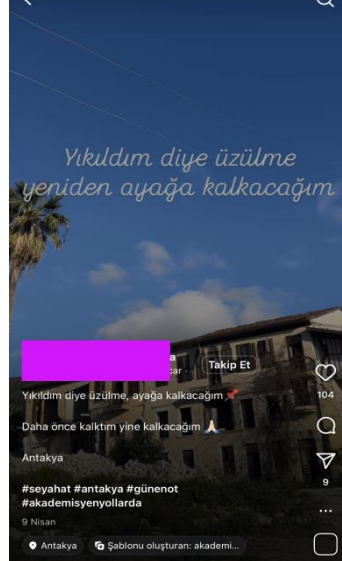 Yıkıldım diye üzülme
yeniden ayağa kalkacağım
a
car ·
Takip Et
Yıkıldım diye üzülme, ayağa kalkacağım
104
Daha önce kalktım yine kalkacağım
Antakya
9
#seyahat #antakya #günenot
#akademisyenyollarda
9 Nisan
Antakya
Şablonu oluşturan: akademi...